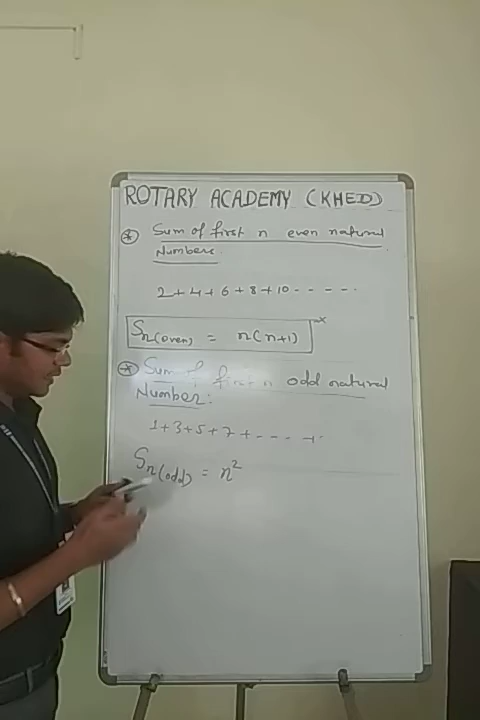 ROTARY ACADEMY (KHED)
* Sum of first n even natural
Numbers.
2+4+6+8+10-----
Sn(even) = n(n+1)
* Sum of first n odd natural
Number:
1+3+5+7+---- +
Sn(odd) = n²